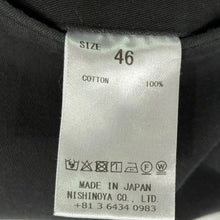 SIZE 46
COTTON 100%
MADE IN JAPAN
NISHINOYA CO., LTD
+81 3 6434 0983